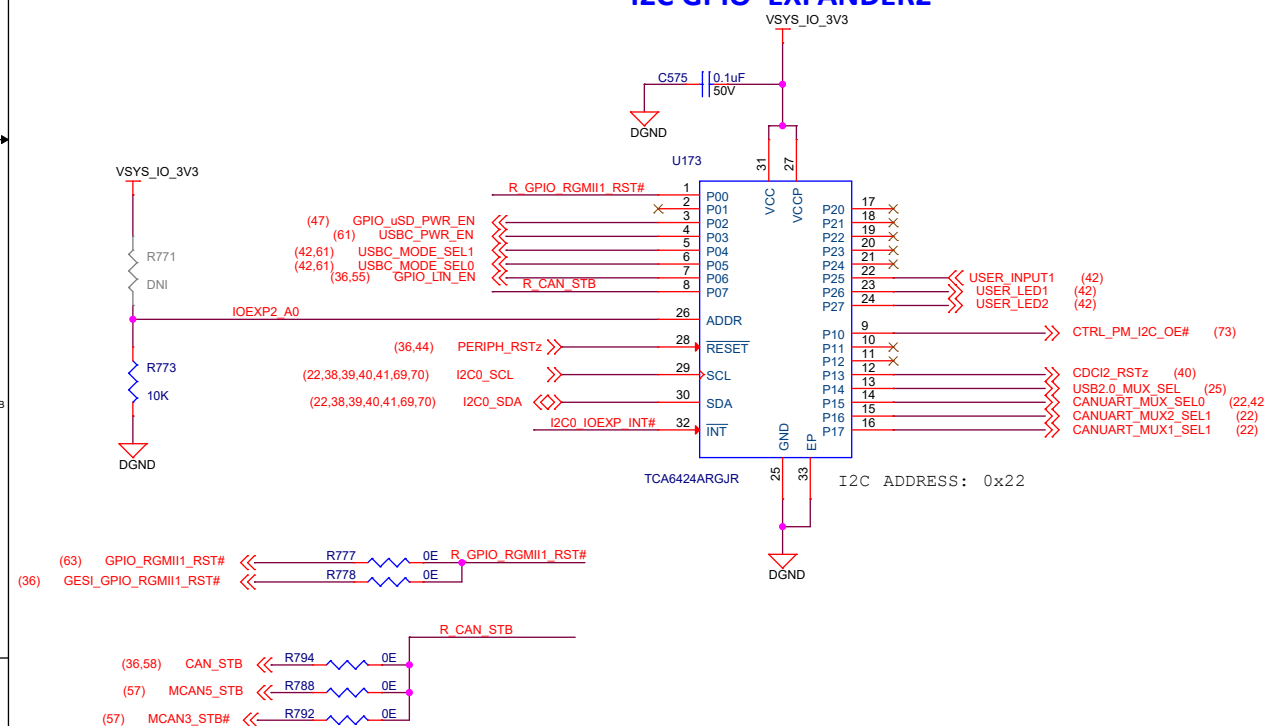 I2C GPIO EXPANDER2
VSYS_IO_3V3
C575 0.1uF
50V
DGND
VSYS_IO_3V3
U173
31 27
VCC VCCP
R_GPIO_RGMII1_RST# 1 P00
2 P01
(47) GPIO_uSD_PWR_EN 3 P02
(61) USBC_PWR_EN 4 P03
(42,61) USBC_MODE_SEL1 5 P04
(42,61) USBC_MODE_SEL0 6 P05
(36,55) GPIO_LIN_EN 7 P06
R_CAN_STB 8 P07
R771
DNI
IOEXP2_A0 26 ADDR
(36,44) PERIPH_RSTz 28 RESET
R773
10K
(22,38,39,40,41,69,70) I2C0_SCL 29 SCL
(22,38,39,40,41,69,70) I2C0_SDA 30 SDA
I2C0_IOEXP_INT# 32 INT
DGND
P20 17
P21 18
P22 19
P23 20
P24 21
P25 22 USER_INPUT1 (42)
P26 23 USER_LED1 (42)
P27 24 USER_LED2 (42)
P10 9 CTRL_PM_I2C_OE# (73)
P11 10
P12 11
P13 12 CDCI2_RSTz (40)
P14 13 USB2.0_MUX_SEL (25)
P15 14 CANUART_MUX_SEL0 (22,42
P16 15 CANUART_MUX2_SEL1 (22)
P17 16 CANUART_MUX1_SEL1 (22)
GND EP
25 33
TCA6424ARGJR
I2C ADDRESS: 0x22
DGND
(63) GPIO_RGMII1_RST# R777 0E R_GPIO_RGMII1_RST#
(36) GESI_GPIO_RGMII1_RST# R778 0E
R_CAN_STB
(36,58) CAN_STB R794 0E
(57) MCAN5_STB R788 0E
(57) MCAN3_STB# R792 0E